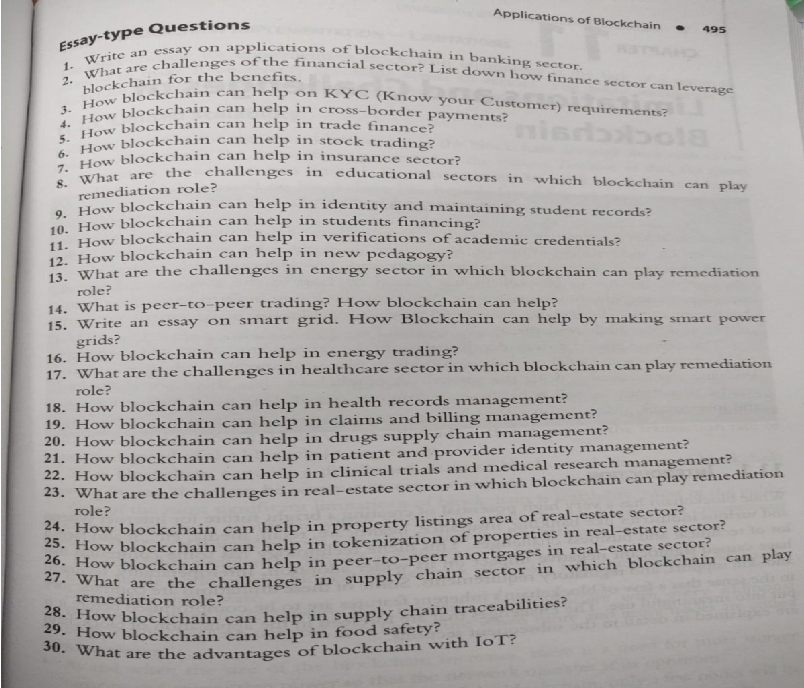 Applications of Blockchain • 495
Essay-type Questions
1. Write an essay on applications of blockchain in banking sector.
2. What are challenges of the financial sector? List down how finance sector can leverage
blockchain for the benefits.
3. How blockchain can help on KYC (Know your Customer) requirements?
4. How blockchain can help in cross-border payments?
5. How blockchain can help in trade finance?
6. How blockchain can help in stock trading?
7. How blockchain can help in insurance sector?
8. What are the challenges in educational sectors in which blockchain can play
remediation role?
9. How blockchain can help in identity and maintaining student records?
10. How blockchain can help in students financing?
11. How blockchain can help in verifications of academic credentials?
12. How blockchain can help in new pedagogy?
13. What are the challenges in energy sector in which blockchain can play remediation
role?
14. What is peer-to-peer trading? How blockchain can help?
15. Write an essay on smart grid. How Blockchain can help by making smart power
grids?
16. How blockchain can help in energy trading?
17. What are the challenges in healthcare sector in which blockchain can play remediation
role?
18. How blockchain can help in health records management?
19. How blockchain can help in claims and billing management?
20. How blockchain can help in drugs supply chain management?
21. How blockchain can help in patient and provider identity management?
22. How blockchain can help in clinical trials and medical research management?
23. What are the challenges in real-estate sector in which blockchain can play remediation
role?
24. How blockchain can help in property listings area of real-estate sector?
25. How blockchain can help in tokenization of properties in real-estate sector?
26. How blockchain can help in peer-to-peer mortgages in real-estate sector?
27. What are the challenges in supply chain sector in which blockchain can play
remediation role?
28. How blockchain can help in supply chain traceabilities?
29. How blockchain can help in food safety?
30. What are the advantages of blockchain with IoT?